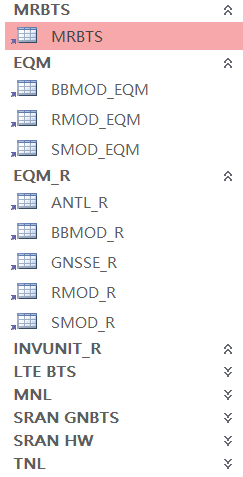 MRBTS
MRBTS
EQM
BBMOD_EQM
RMOD_EQM
SMOD_EQM
EQM_R
ANTL_R
BBMOD_R
GNSSE_R
RMOD_R
SMOD_R
INVUNIT_R
LTE BTS
MNL
SRAN GNBTS
SRAN HW
TNL